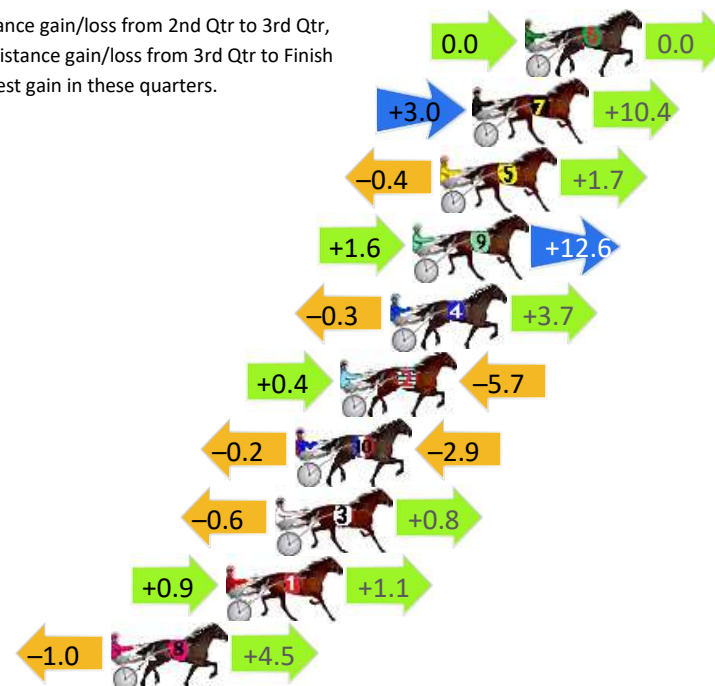 ance gain/loss from 2nd Qtr to 3rd Qtr,
istance gain/loss from 3rd Qtr to Finish
est gain in these quarters.
0.0 6 0.0
+3.0 7 +10.4
–0.4 5 +1.7
+1.6 9 +12.6
–0.3 4 +3.7
+0.4 2 –5.7
–0.2 10 –2.9
–0.6 3 +0.8
+0.9 1 +1.1
–1.0 8 +4.5